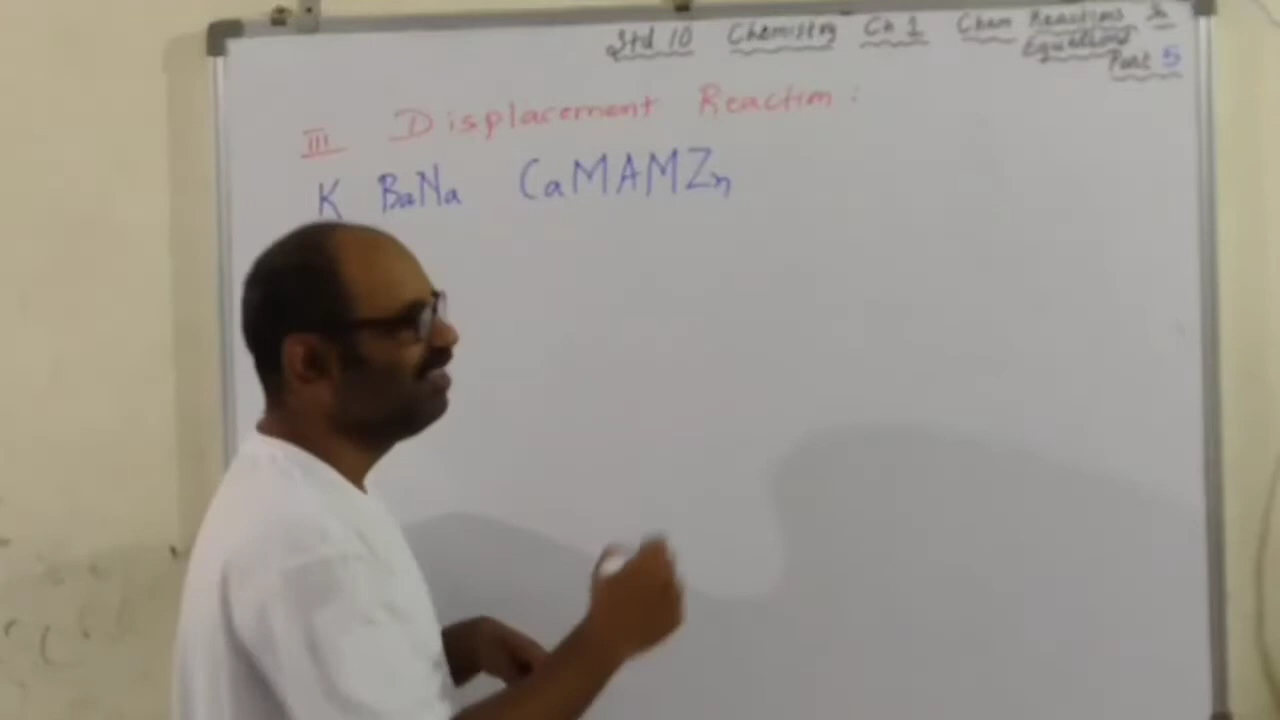 Std 10 Chemistry Ch 1 Chem Reactions &
Equations
Part 5
III Displacement Reaction :
K BaNa CaMAMZn